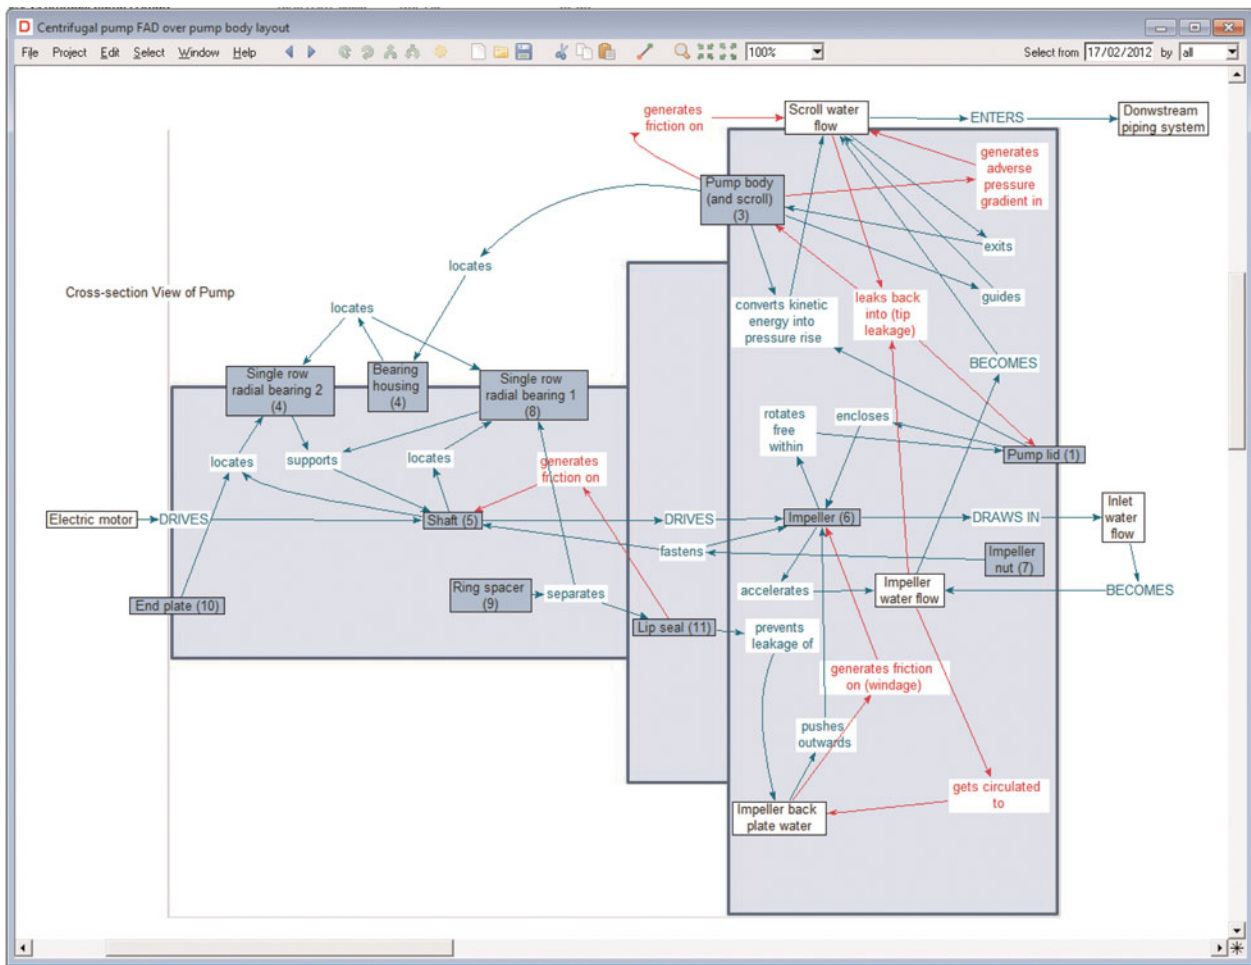 Centrifugal pump FAD over pump body layout
File Project Edit Select Window Help
100%
Select from 17/02/2012 by all
generates
friction on
Scroll water
flow
ENTERS
Donwstream
piping system
generates
adverse
pressure
gradient in
Pump body
(and scroll)
(3)
exits
locates
guides
Cross-section View of Pump
locates
converts kinetic
energy into
pressure rise
leaks back
into (tip
leakage)
BECOMES
Single row
radial bearing 2
(4)
Bearing
housing
(4)
Single row
radial bearing 1
(8)
rotates
free
within
encloses
locates
supports
locates
generates
friction on
Pump lid (1)
Electric motor
DRIVES
Shaft (5)
DRIVES
Impeller (6)
DRAWS IN
Inlet
water
flow
fastens
Impeller
nut (7)
End plate (10)
Ring spacer
(9)
separates
accelerates
Impeller
water flow
BECOMES
Lip seal (11)
prevents
leakage of
generates friction
on (windage)
pushes
outwards
gets circulated
to
Impeller back
plate water